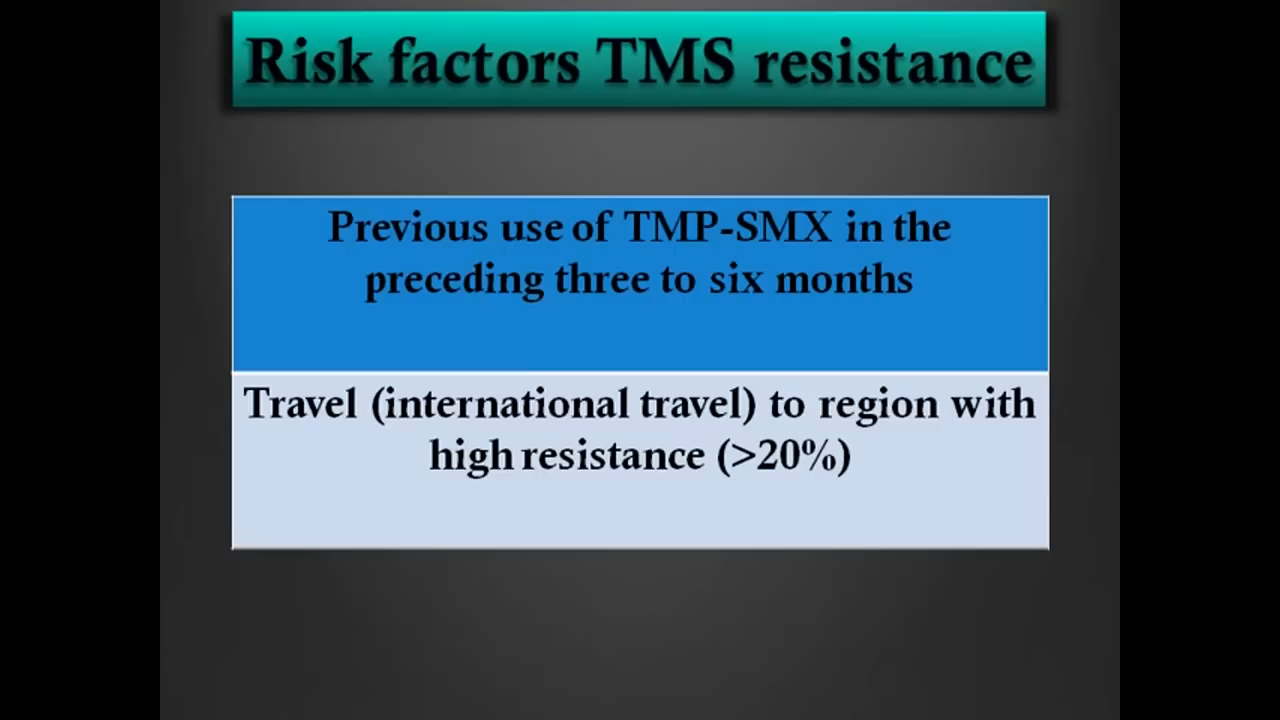 Risk factors TMS resistance
Previous use of TMP-SMX in the
preceding three to six months
Travel (international travel) to region with
high resistance (>20%)